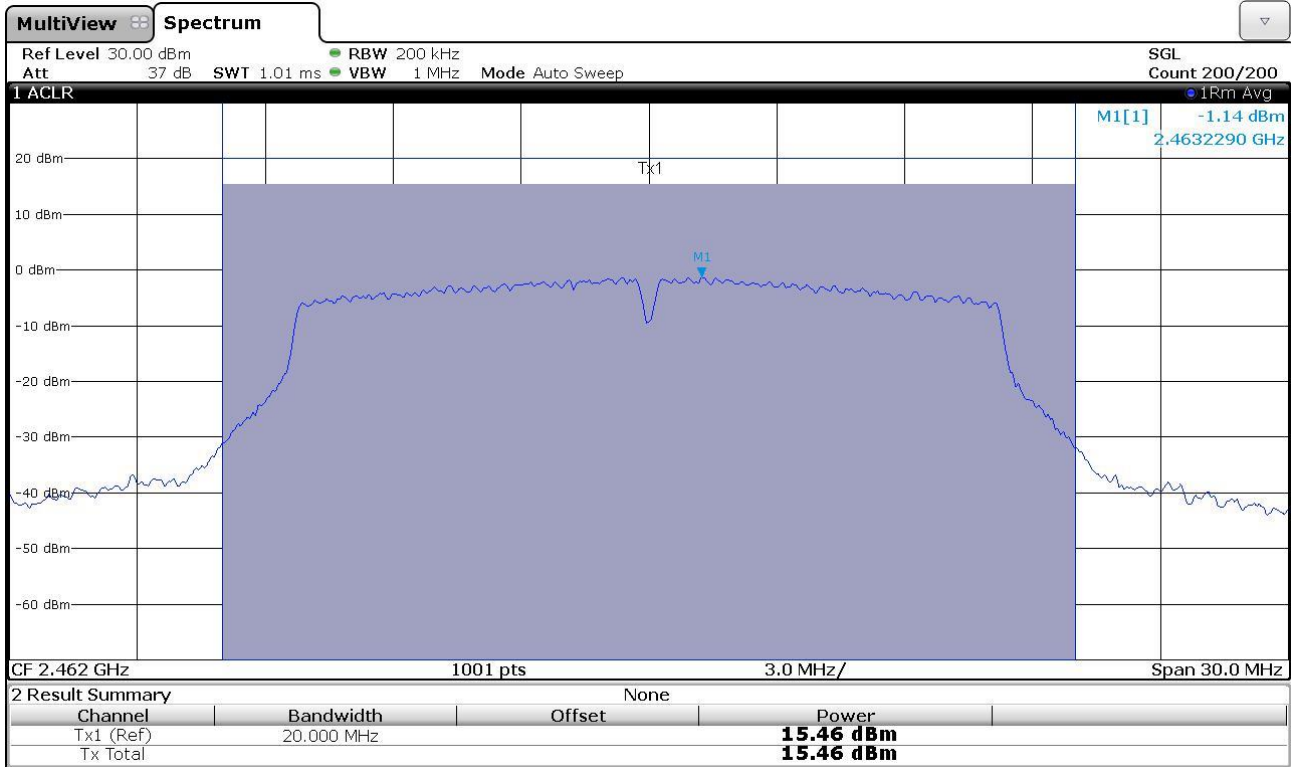 MultiView Spectrum
Ref Level 30.00 dBm RBW 200 kHz SGL
Att 37 dB SWT 1.01 ms VBW 1 MHz Mode Auto Sweep Count 200/200
1 ACLR 1Rm Avg
M1[1] -1.14 dBm
2.4632290 GHz
20 dBm
Tx1
10 dBm
M1
0 dBm
-10 dBm
-20 dBm
-30 dBm
-40 dBm
-50 dBm
-60 dBm
CF 2.462 GHz 1001 pts 3.0 MHz/ Span 30.0 MHz
2 Result Summary None
Channel Bandwidth Offset Power
Tx1 (Ref) 20.000 MHz 15.46 dBm
Tx Total 15.46 dBm